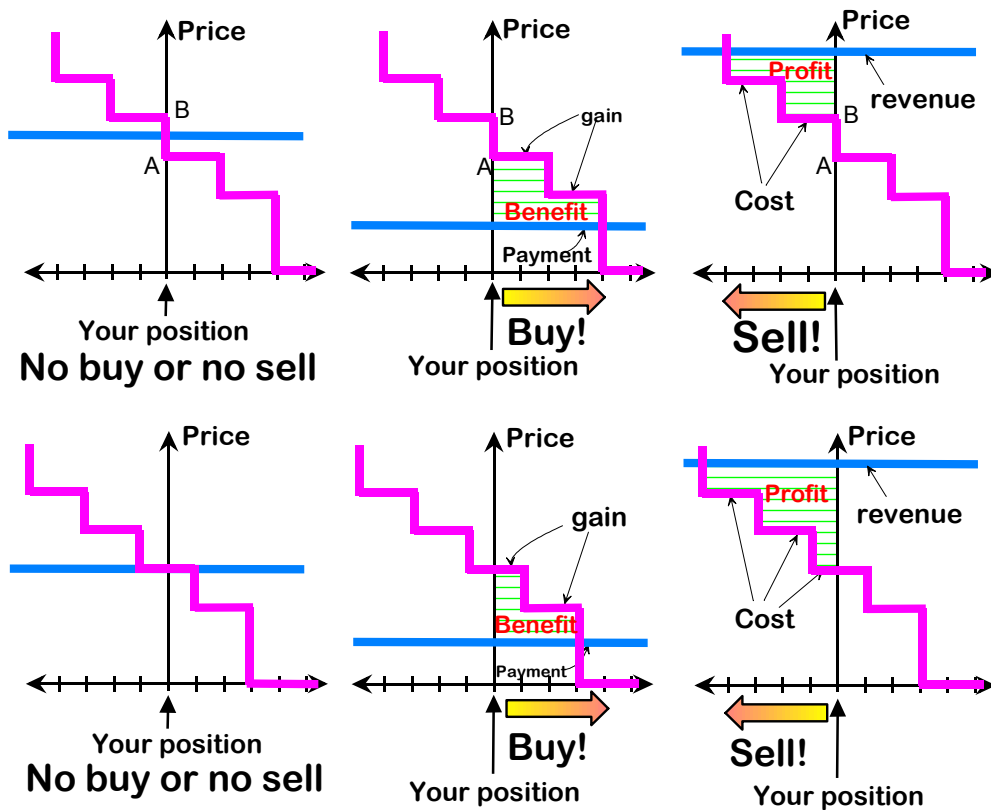 Price
B
A
Your position
No buy or no sell
Price
B
gain
A
Benefit
Payment
Buy!
Your position
Price
Profit
revenue
B
A
Cost
Sell!
Your position
Price
Your position
No buy or no sell
Price
gain
Benefit
Payment
Buy!
Your position
Price
Profit
revenue
Cost
Sell!
Your position